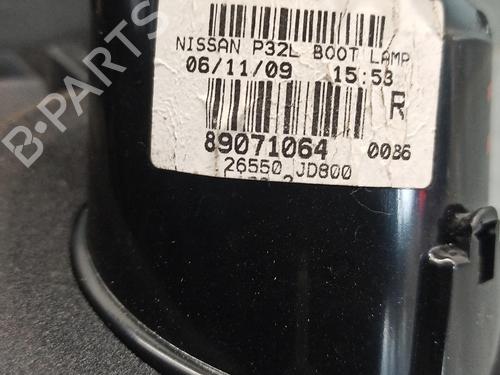 NISSAN P32L BOOT LAMP
06/11/09 15:53
R
89071064 0086
26550 JD800
B-PARTS